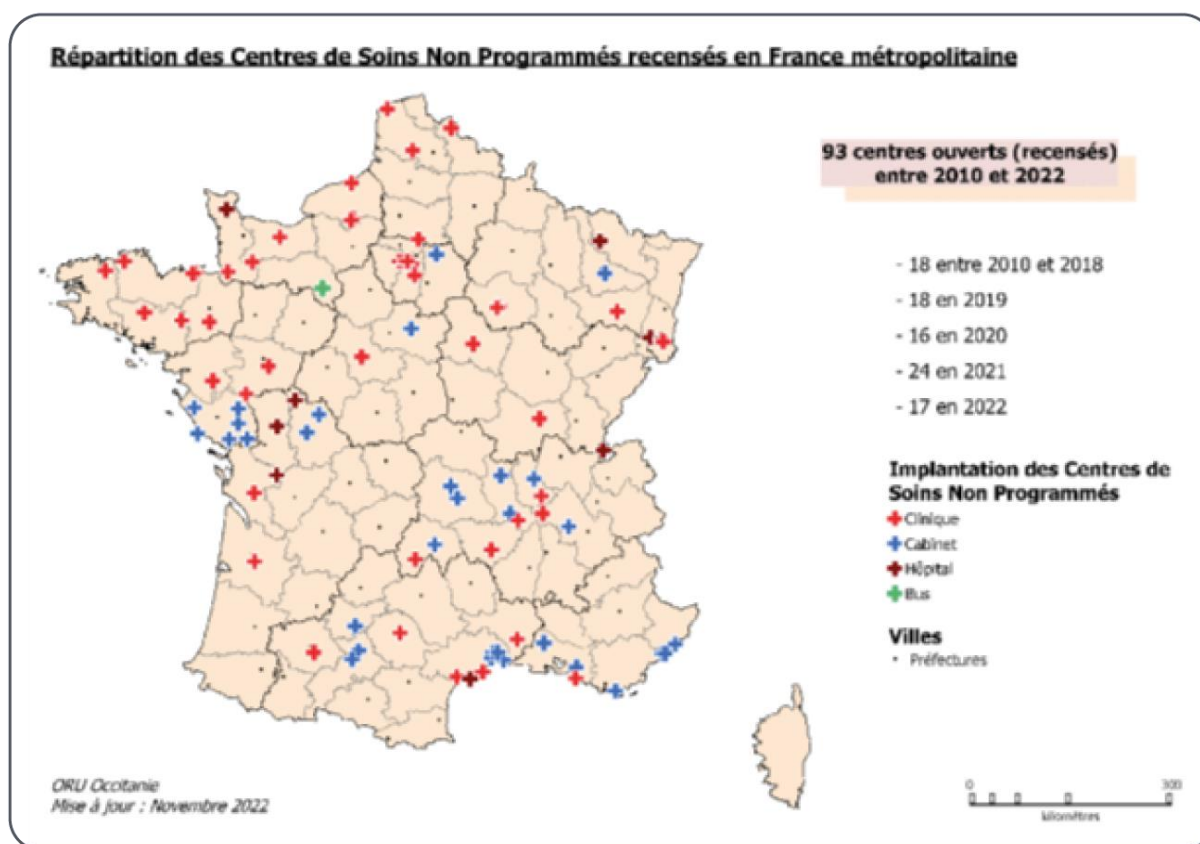 Répartition des Centres de Soins Non Programmés recensés en France métropolitaine
93 centres ouverts (recensés)
entre 2010 et 2022
- 18 entre 2010 et 2018
- 18 en 2019
- 16 en 2020
- 24 en 2021
- 17 en 2022
Implantation des Centres de
Soins Non Programmés
Clinique
Cabinet
Hôpital
Bus
Villes
Préfectures
ORU Occitanie
Mise à jour : Novembre 2022
0 300
kilomètres